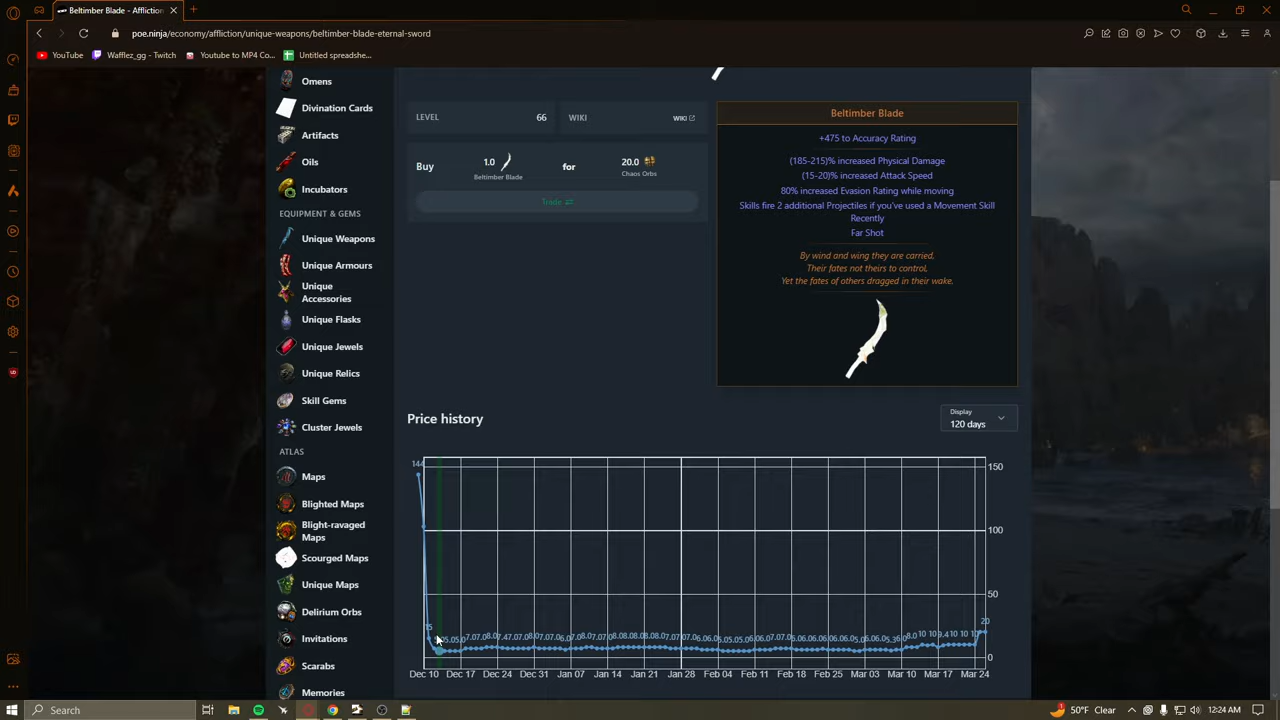 Beltimber Blade - Affliction
poe.ninja/economy/affliction/unique-weapons/beltimber-blade-eternal-sword
YouTube
Wafflez_gg - Twitch
Youtube to MP4 Co...
Untitled spreadshe...
Omens
Divination Cards
Artifacts
Oils
Incubators
EQUIPMENT & GEMS
Unique Weapons
Unique Armours
Unique
Accessories
Unique Flasks
Unique Jewels
Unique Relics
Skill Gems
Cluster Jewels
ATLAS
Maps
Blighted Maps
Blight-ravaged
Maps
Scourged Maps
Unique Maps
Delirium Orbs
Invitations
Scarabs
Memories
LEVEL 66
WIKI WIKI
Buy 1.0 for 20.0
Beltimber Blade Chaos Orbs
Trade
Beltimber Blade
+475 to Accuracy Rating
(185-215)% increased Physical Damage
(15-20)% increased Attack Speed
80% increased Evasion Rating while moving
Skills fire 2 additional Projectiles if you've used a Movement Skill
Recently
Far Shot
By wind and wing they are carried,
Their fates not theirs to control,
Yet the fates of others dragged in their wake.
Price history
Display
120 days
144
150
100
50
0
15
20
Dec 10 Dec 17 Dec 24 Dec 31 Jan 07 Jan 14 Jan 21 Jan 28 Feb 04 Feb 11 Feb 18 Feb 25 Mar 03 Mar 10 Mar 17 Mar 24
Search
50°F Clear
12:24 AM